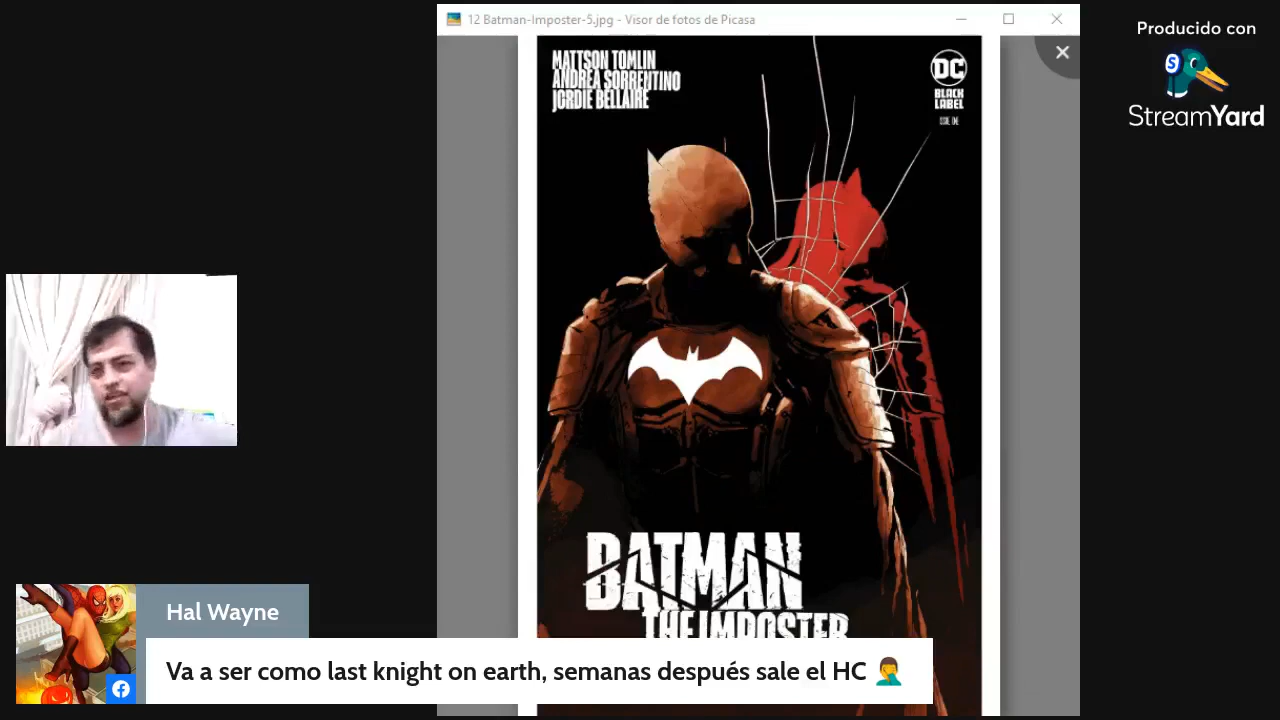 12 Batman-Imposter-5.jpg - Visor de fotos de Picasa
Producido con
S
StreamYard
MATTSON TOMLIN
ANDREA SORRENTINO
JORDIE BELLAIRE
DC
BLACK
LABEL
BATMAN
THE IMPOSTER
Hal Wayne
Va a ser como last knight on earth, semanas después sale el HC 🤦‍♂️